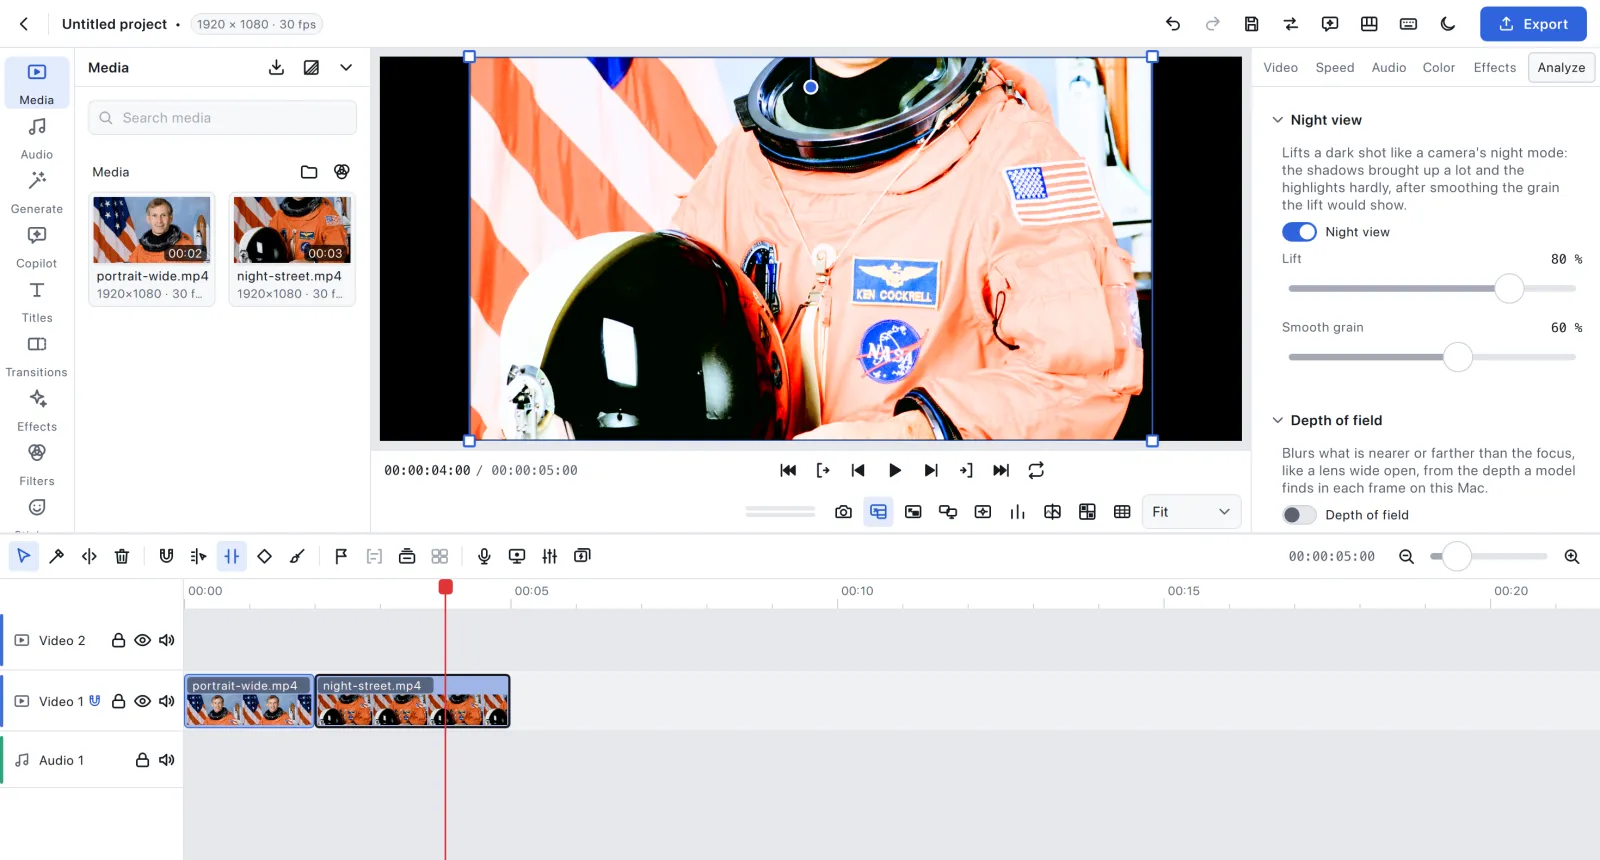 Untitled project •
1920 × 1080 · 30 fps
Export
Media
Audio
Generate
Copilot
Titles
Transitions
Effects
Filters
Media
Search media
Media
00:02
portrait-wide.mp4
1920×1080 · 30 f...
00:03
night-street.mp4
1920×1080 · 30 f...
KEN COCKRELL
NASA
00:00:04:00 / 00:00:05:00
Fit
Video
Speed
Audio
Color
Effects
Analyze
Night view
Lifts a dark shot like a camera's night mode:
the shadows brought up a lot and the
highlights hardly, after smoothing the grain
the lift would show.
Night view
Lift
80 %
Smooth grain
60 %
Depth of field
Blurs what is nearer or farther than the focus,
like a lens wide open, from the depth a model
finds in each frame on this Mac.
Depth of field
00:00:05:00
00:00
00:05
00:10
00:15
00:20
Video 2
Video 1
portrait-wide.mp4
night-street.mp4
Audio 1